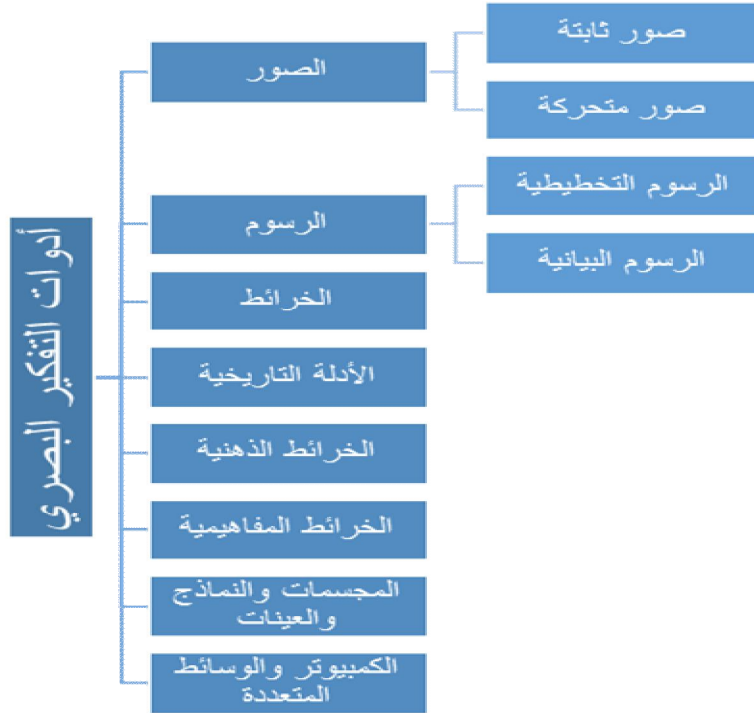 أدوات التفكير البصري
الصور
صور ثابتة
صور متحركة
الرسوم
الرسوم التخطيطية
الرسوم البيانية
الخرائط
الأدلة التاريخية
الخرائط الذهنية
الخرائط المفاهيمية
المجسمات والنماذج
والعينات
الكمبيوتر والوسائط
المتعددة